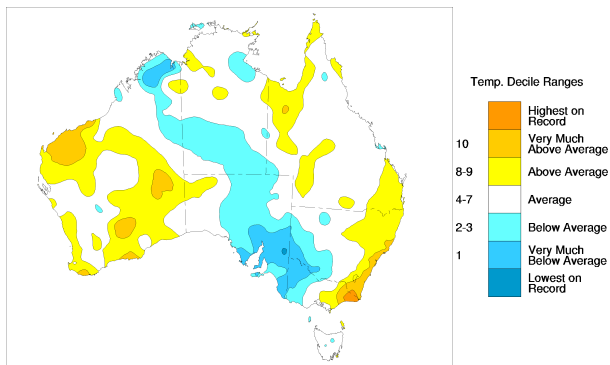 Temp. Decile Ranges
Highest on
Record
10
Very Much
Above Average
8-9
Above Average
4-7
Average
2-3
Below Average
1
Very Much
Below Average
Lowest on
Record